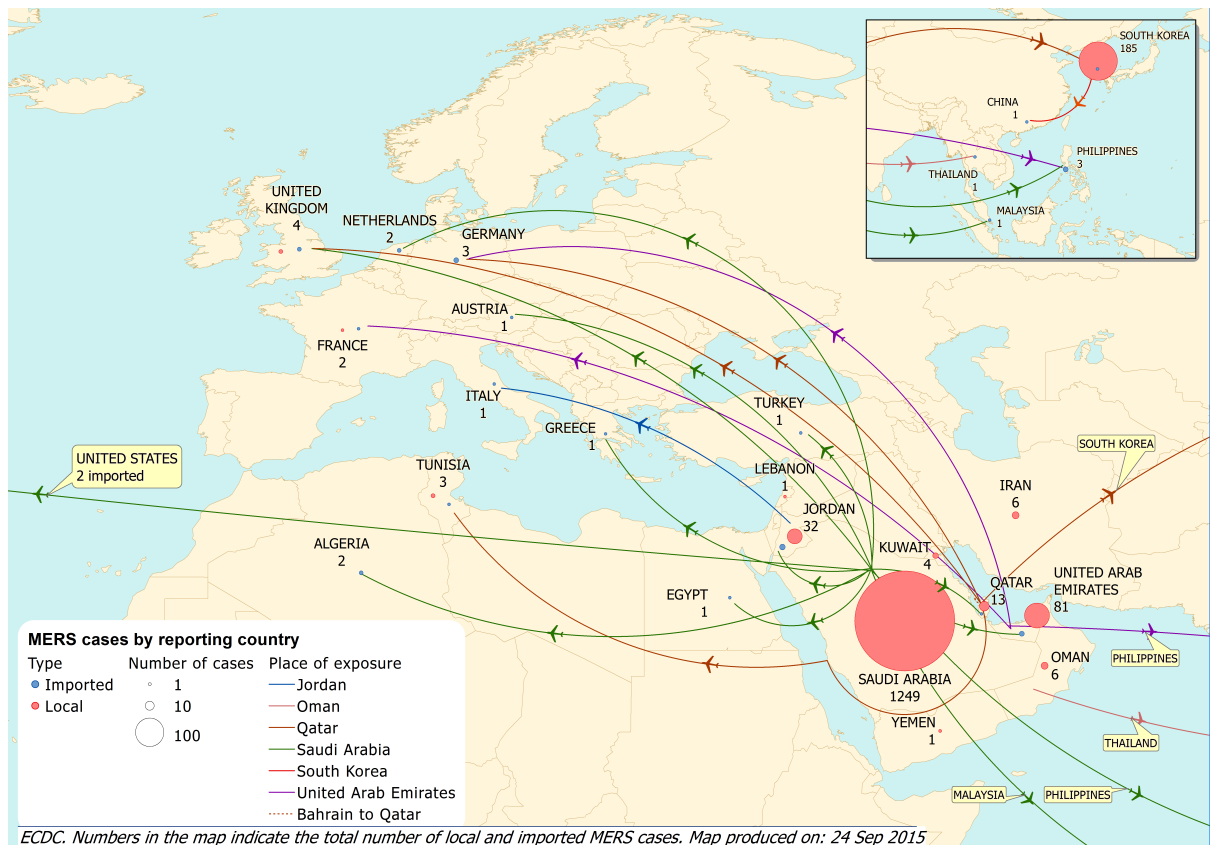 SOUTH KOREA
185
CHINA
1
PHILIPPINES
3
THAILAND
1
MALAYSIA
1
UNITED
KINGDOM
4
NETHERLANDS
2
GERMANY
3
AUSTRIA
1
FRANCE
2
ITALY
1
GREECE
1
TURKEY
1
UNITED STATES
2 imported
TUNISIA
3
LEBANON
1
JORDAN
32
IRAN
6
SOUTH KOREA
ALGERIA
2
KUWAIT
4
EGYPT
1
QATAR
13
UNITED ARAB
EMIRATES
81
PHILIPPINES
OMAN
6
SAUDI ARABIA
1249
YEMEN
1
THAILAND
MALAYSIA
PHILIPPINES
MERS cases by reporting country
Type
Imported
Local
Number of cases
1
10
100
Place of exposure
Jordan
Oman
Qatar
Saudi Arabia
South Korea
United Arab Emirates
Bahrain to Qatar
ECDC. Numbers in the map indicate the total number of local and imported MERS cases. Map produced on: 24 Sep 2015